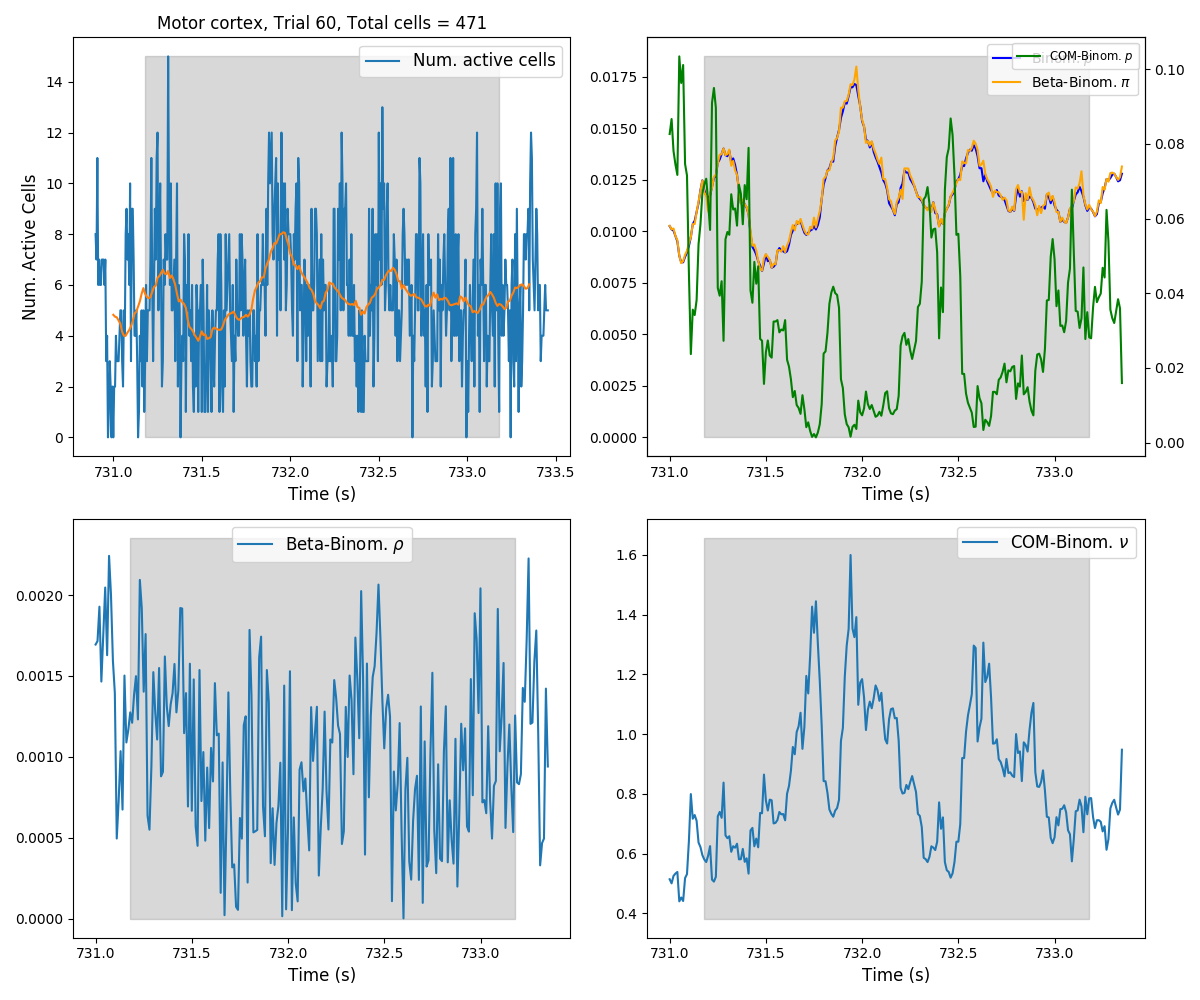 Motor cortex, Trial 60, Total cells = 471
Num. active cells
Num. Active Cells
14
12
10
8
6
4
2
0
731.0 731.5 732.0 732.5 733.0 733.5
Time (s)
COM-Binom. p
Binom. p
Beta-Binom. π
0.0175
0.0150
0.0125
0.0100
0.0075
0.0050
0.0025
0.0000
0.10
0.08
0.06
0.04
0.02
0.00
731.0 731.5 732.0 732.5 733.0
Time (s)
Beta-Binom. ρ
0.0020
0.0015
0.0010
0.0005
0.0000
731.0 731.5 732.0 732.5 733.0
Time (s)
COM-Binom. ν
1.6
1.4
1.2
1.0
0.8
0.6
0.4
731.0 731.5 732.0 732.5 733.0
Time (s)